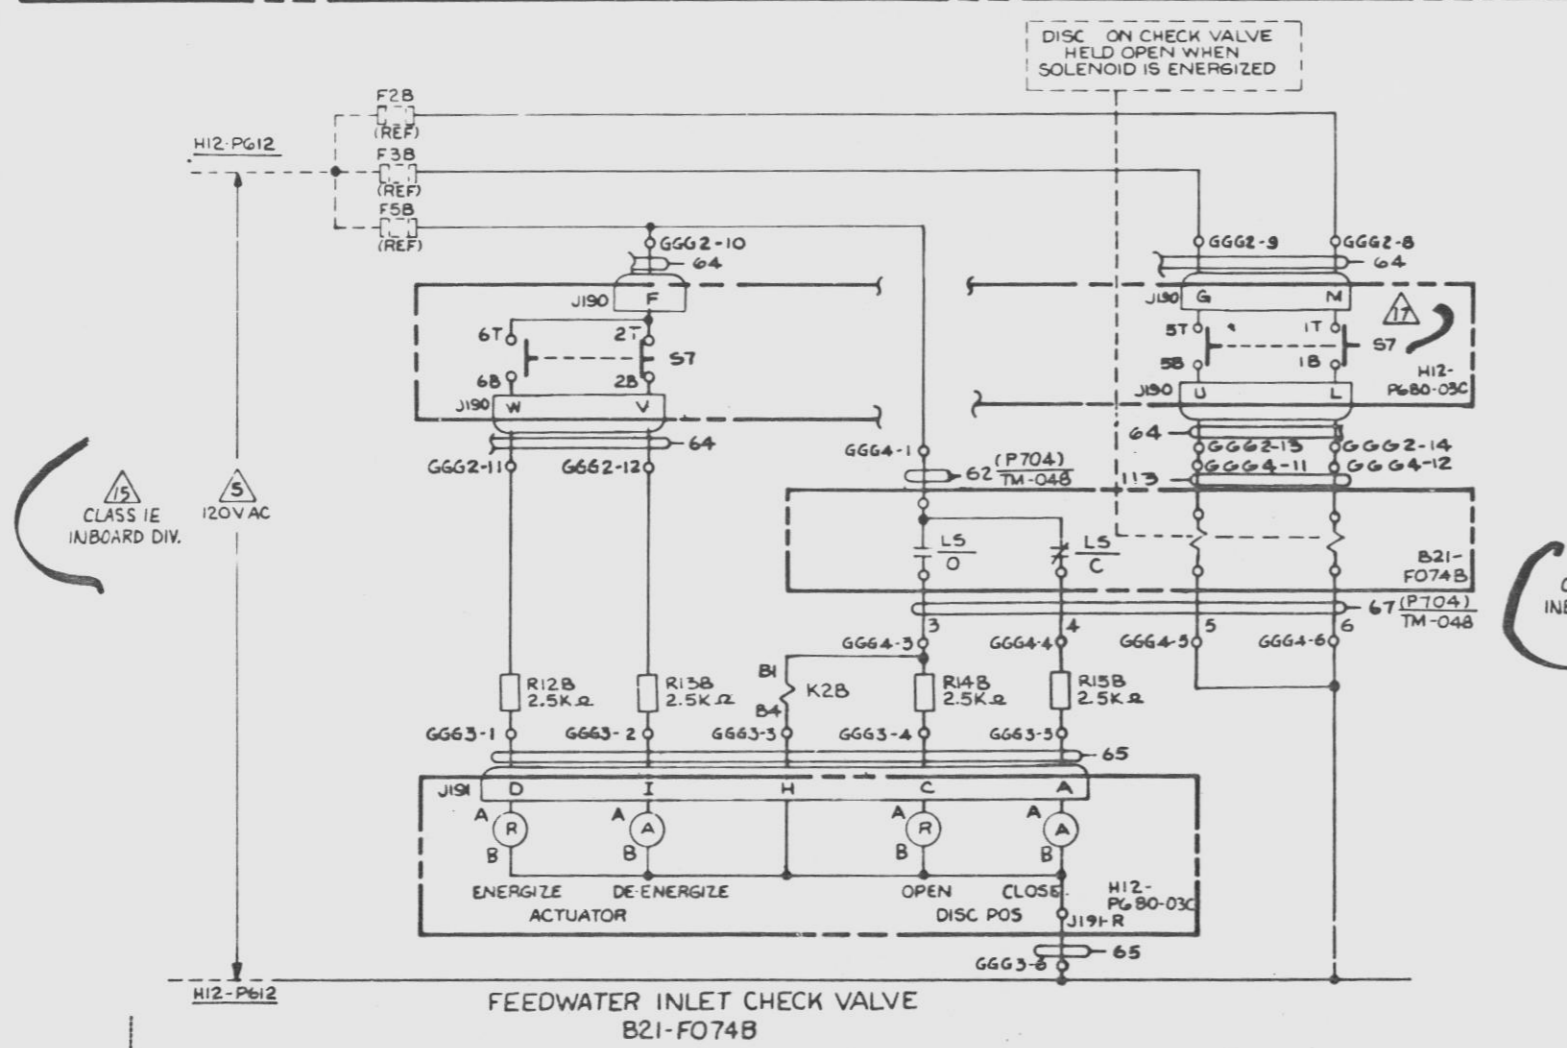 DISC ON CHECK VALVE
HELD OPEN WHEN
SOLENOID IS ENERGIZED
F2B
(REF)
H12-P612
F3B
(REF)
F5B
(REF)
GGG2-10
64
GGG2-9
GGG2-8
64
J190
F
J190
G
M
17
6T
2T
S7
5T
1T
S7
6B
2B
5B
1B
H12-
P680-03C
J190
W
V
J190
U
L
64
64
GGG2-11
GGG2-12
GGG4-1
62
(P704)
TM-048
GGG2-13
GGG2-14
GGG4-11
GGG4-12
113
15
CLASS 1E
INBOARD DIV.
5
120VAC
LS
O
LS
C
B21-
F074B
67
(P704)
TM-048
3
4
5
6
GGG4-3
GGG4-4
GGG4-5
GGG4-6
R12B
2.5KΩ
R13B
2.5KΩ
B1
K2B
B4
R14B
2.5KΩ
R15B
2.5KΩ
GGG3-1
GGG3-2
GGG3-3
GGG3-4
GGG3-5
65
J191
D
I
H
C
A
A
R
B
A
A
B
A
R
B
A
A
B
ENERGIZE
DE-ENERGIZE
ACTUATOR
OPEN
CLOSE
DISC POS
H12-
P680-03C
J191-R
65
GGG3-6
H12-P612
FEEDWATER INLET CHECK VALVE
B21-F074B